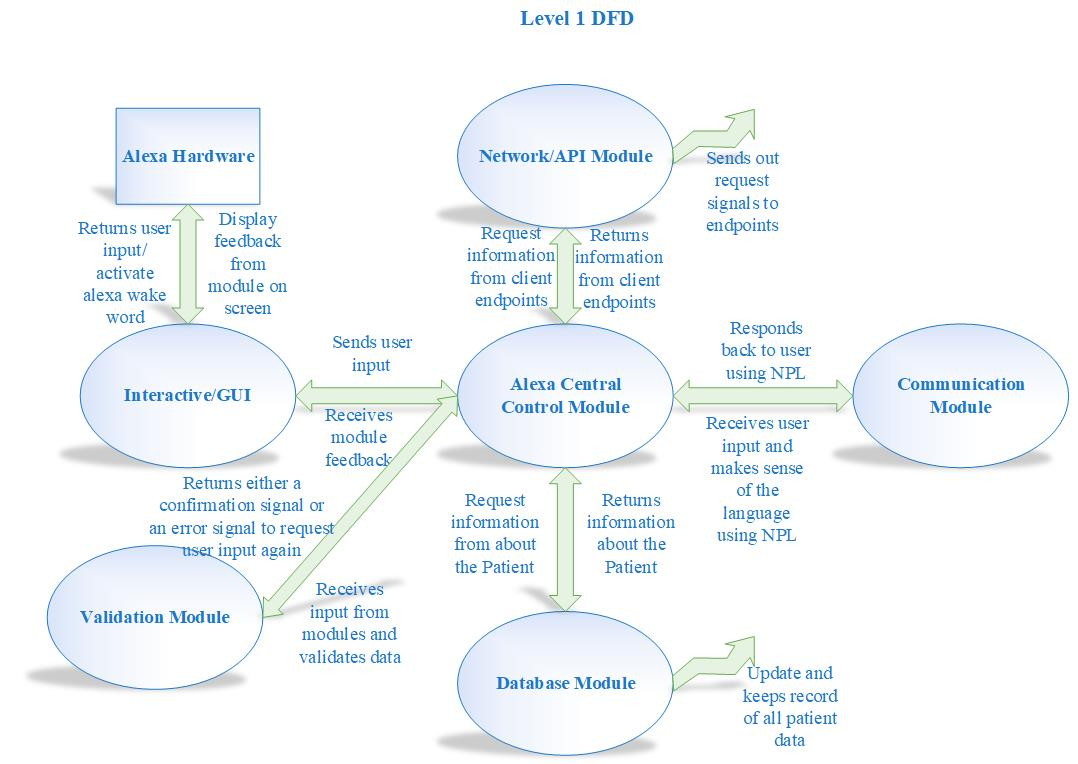 Level 1 DFD
Alexa Hardware
Network/API Module
Sends out
request
signals to
endpoints
Returns user
input/
activate
alexa wake
word
Display
feedback
from
module on
screen
Request
information
from client
endpoints
Returns
information
from client
endpoints
Interactive/GUI
Sends user
input
Receives
module
feedback
Alexa Central
Control Module
Responds
back to user
using NPL
Receives user
input and
makes sense
of the
language
using NPL
Communication
Module
Returns either a
confirmation signal or
an error signal to request
user input again
Validation Module
Receives
input from
modules and
validates data
Request
information
from about
the Patient
Returns
information
about the
Patient
Database Module
Update and
keeps record
of all patient
data